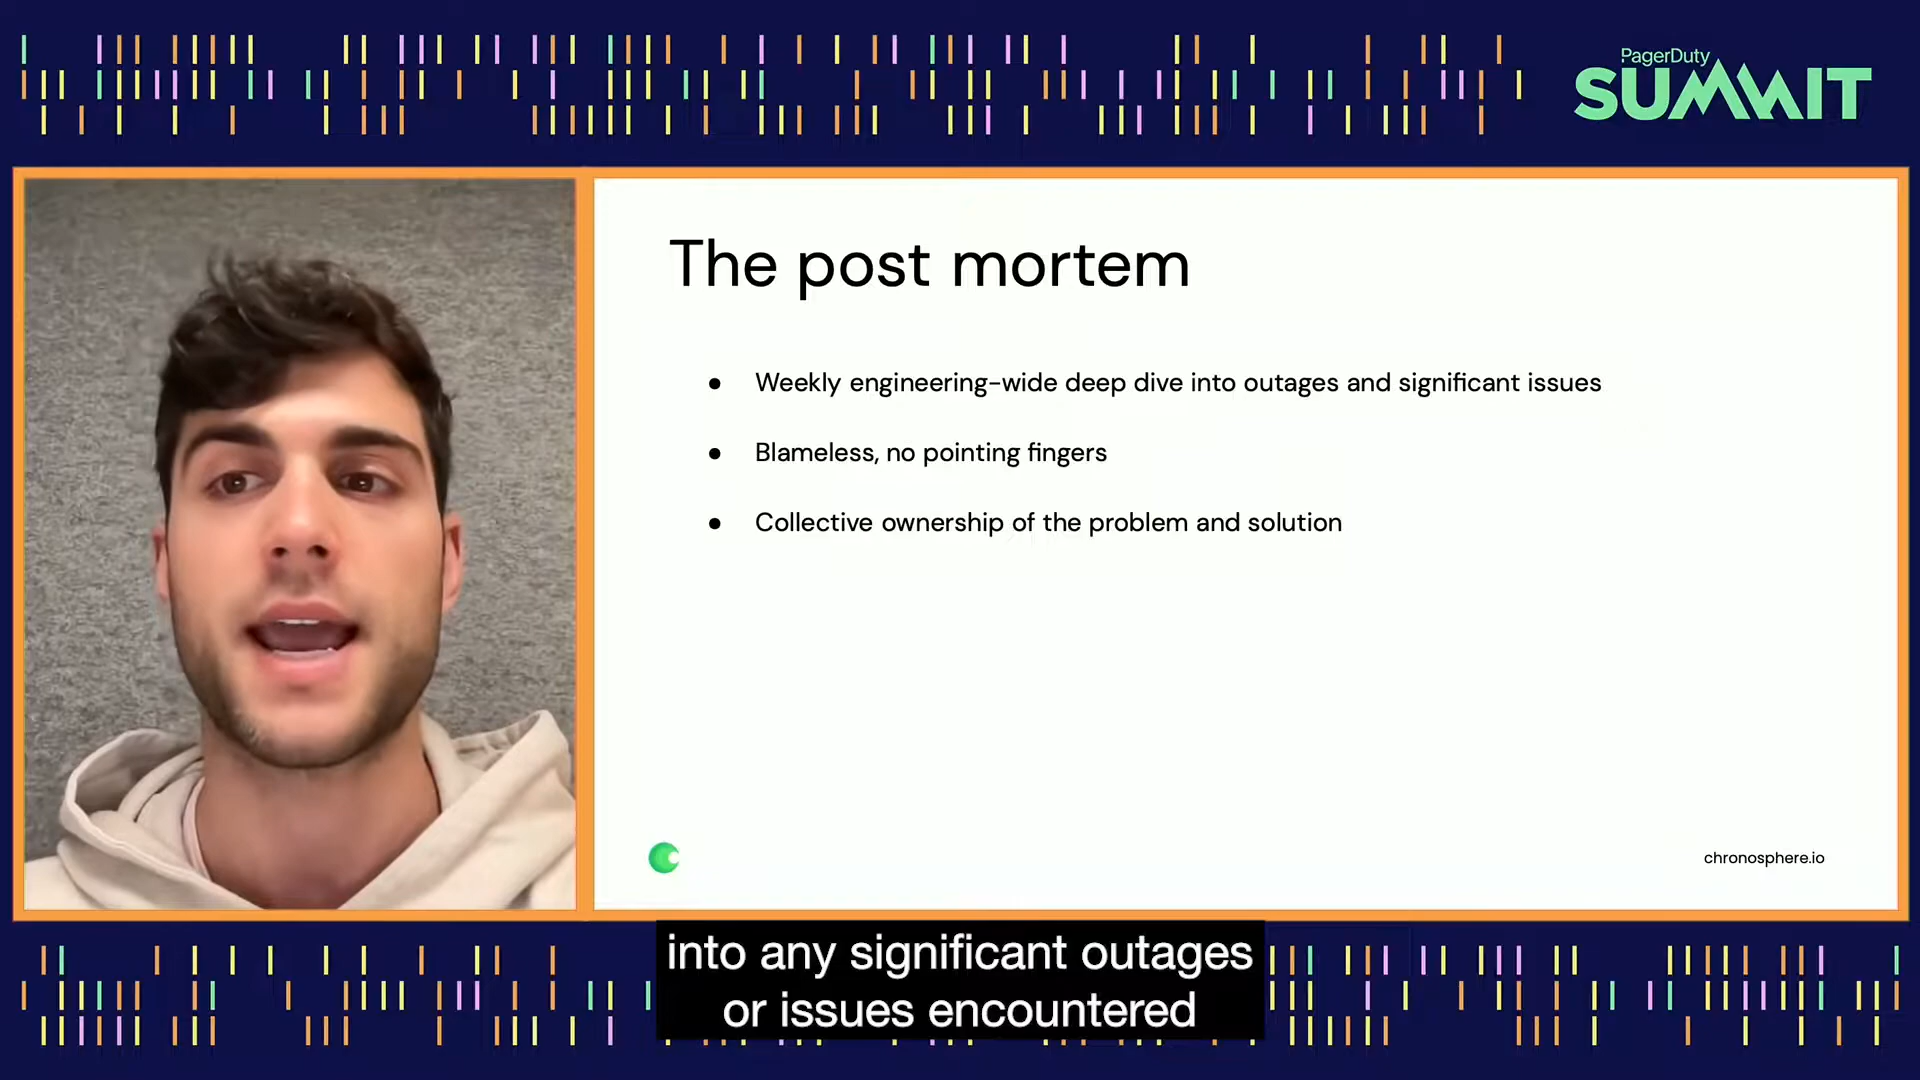 PagerDuty
SUMMIT
The post mortem
● Weekly engineering-wide deep dive into outages and significant issues
● Blameless, no pointing fingers
● Collective ownership of the problem and solution
chronosphere.io
into any significant outages
or issues encountered